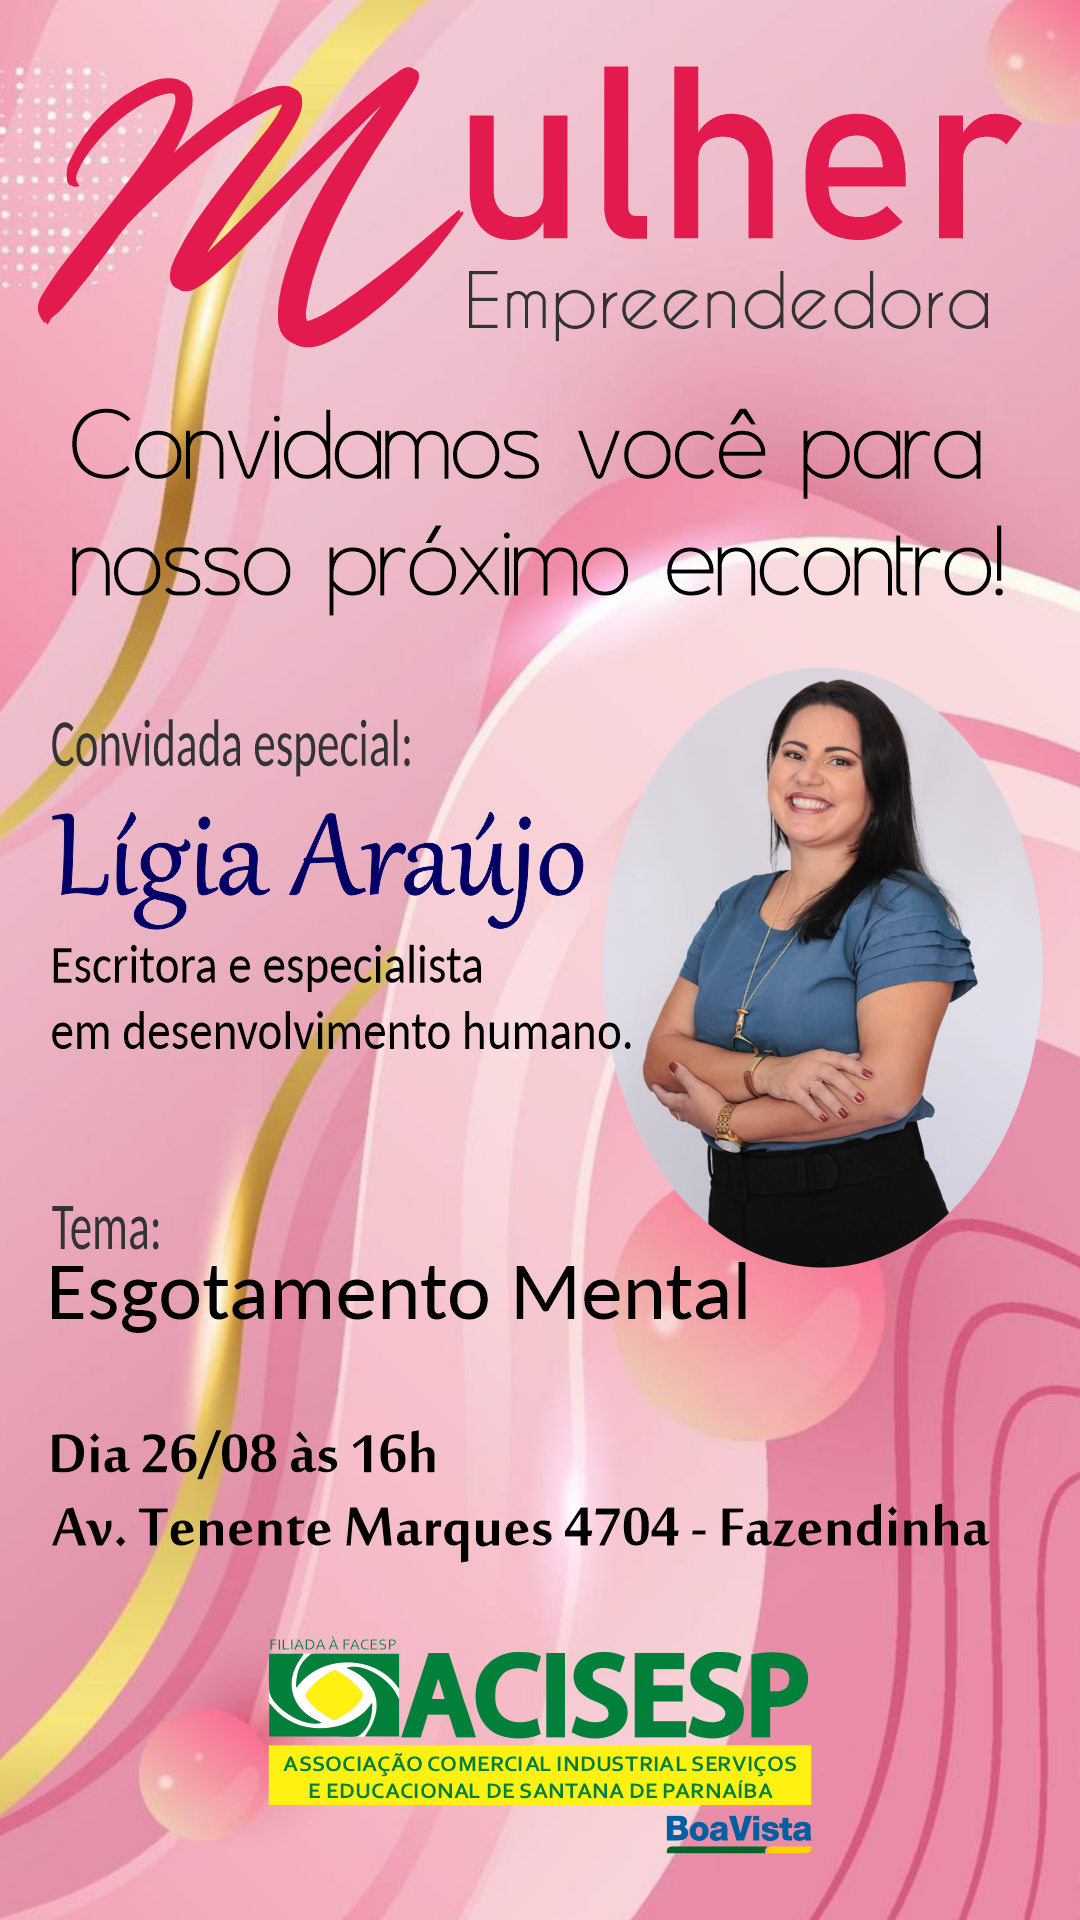 Mulher
Empreendedora
Convidamos você para
nosso próximo encontro!
Convidada especial:
Lígia Araújo
Escritora e especialista
em desenvolvimento humano.
Tema:
Esgotamento Mental
Dia 26/08 às 16h
Av. Tenente Marques 4704 - Fazendinha
FILIADA À FACESP
ACISESP
ASSOCIAÇÃO COMERCIAL INDUSTRIAL SERVIÇOS
E EDUCACIONAL DE SANTANA DE PARNAÍBA
BoaVista